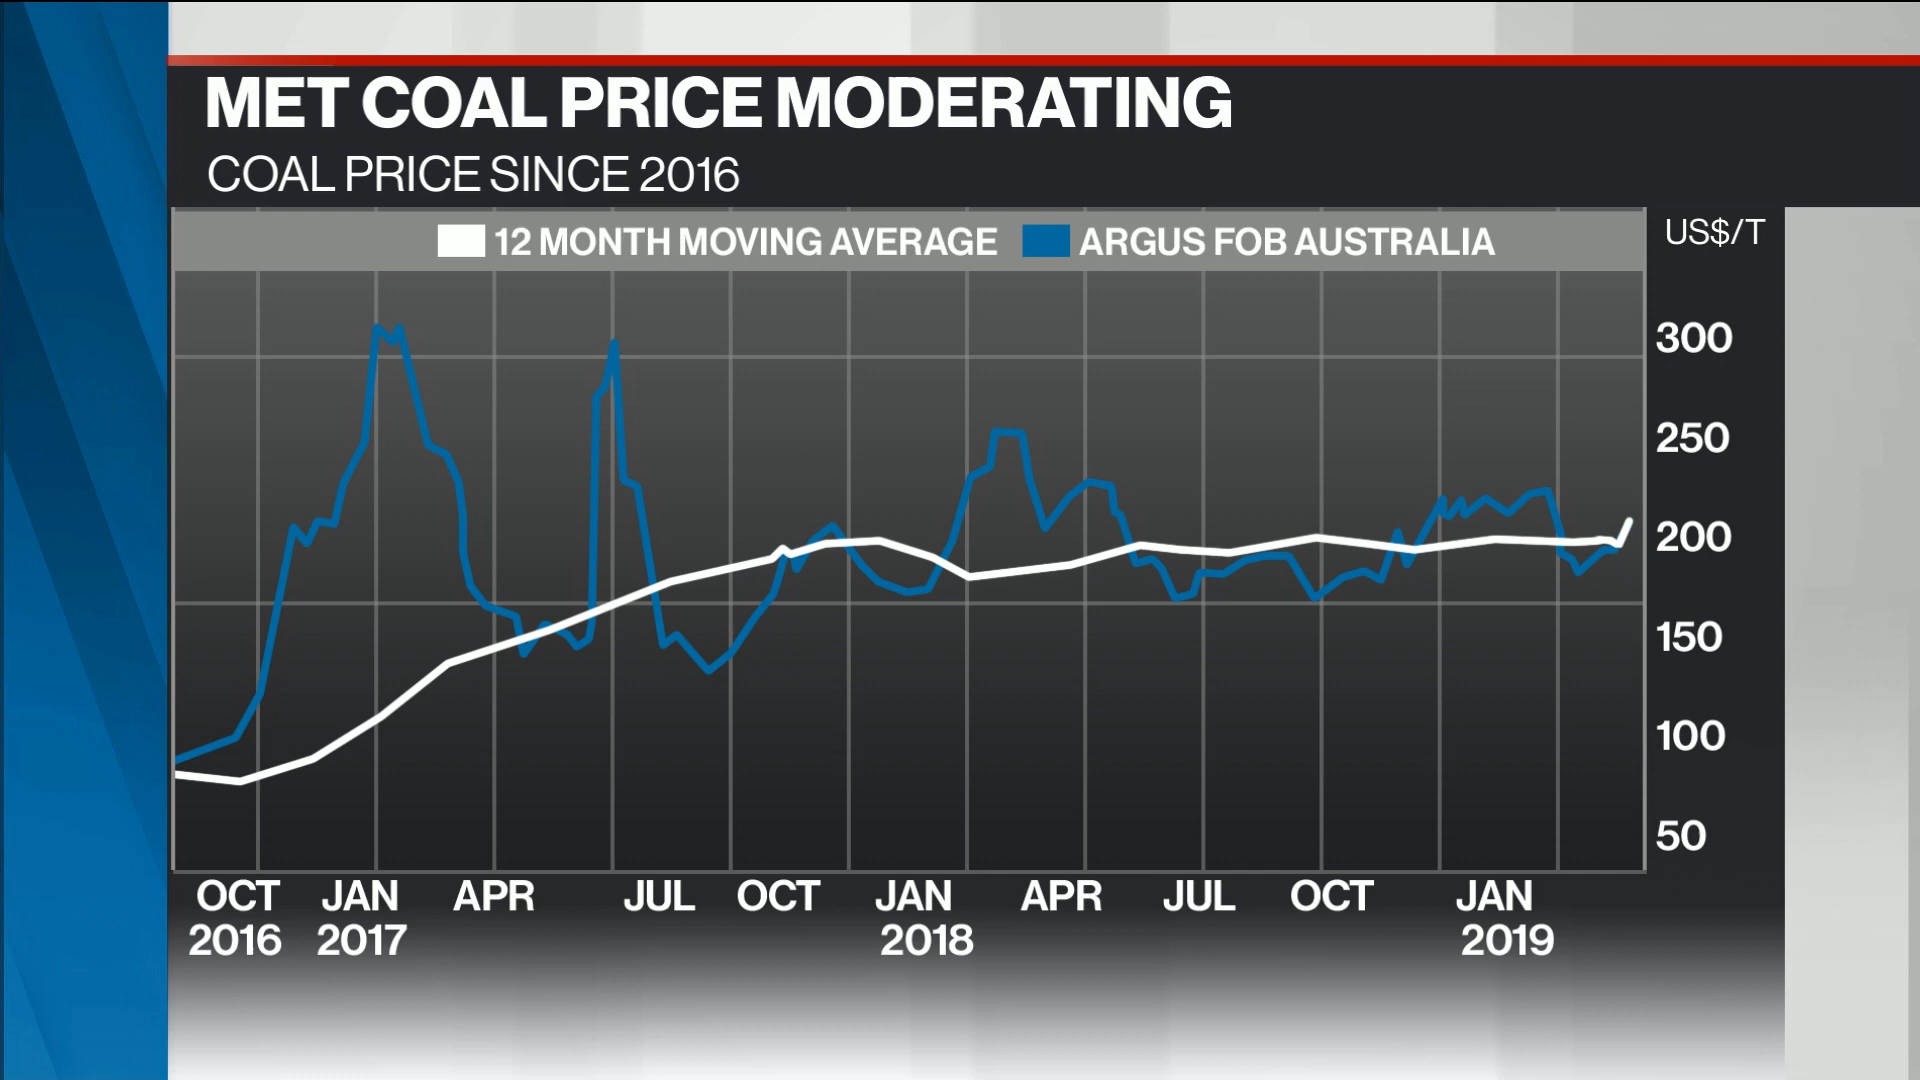 MET COAL PRICE MODERATING
COAL PRICE SINCE 2016
12 MONTH MOVING AVERAGE ARGUS FOB AUSTRALIA
US$/T
300
250
200
150
100
50
OCT JAN APR JUL OCT JAN APR JUL OCT JAN
2016 2017 2018 2019